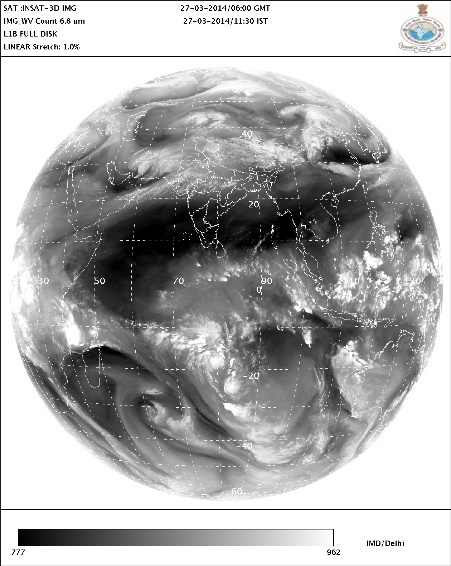 SAT :INSAT-3D IMG 27-03-2014/06:00 GMT
IMG_WV Count 6.8 um 27-03-2014/11:30 IST
L1B FULL DISK
LINEAR Stretch: 1.0%
40
20
30 50 70 90
0
-20
-40
-60
777 962
IMD/Delhi